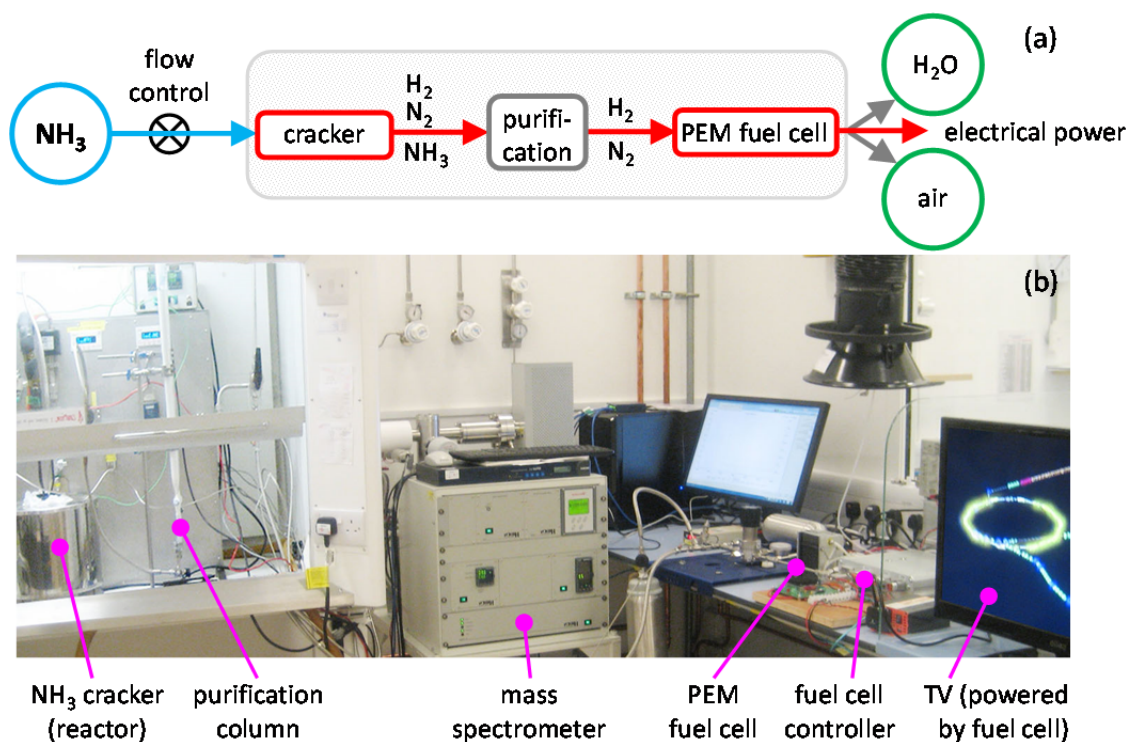 (a)
flow
control
NH₃
cracker
H₂
N₂
NH₃
purifi-
cation
H₂
N₂
PEM fuel cell
H₂O
electrical power
air
(b)
NH₃ cracker
(reactor)
purification
column
mass
spectrometer
PEM
fuel cell
fuel cell
controller
TV (powered
by fuel cell)